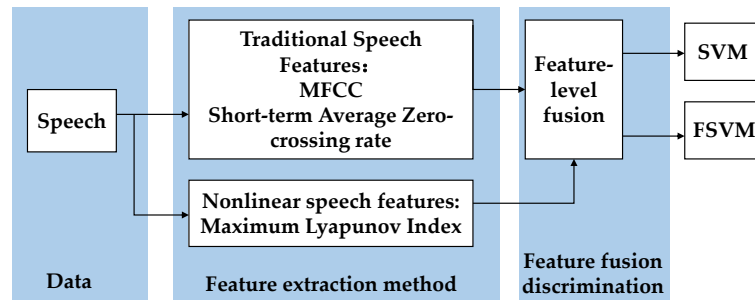 Speech
Traditional Speech
Features：
MFCC
Short-term Average Zero-
crossing rate
Nonlinear speech features:
Maximum Lyapunov Index
Feature-
level
fusion
SVM
FSVM
Data
Feature extraction method
Feature fusion
discrimination